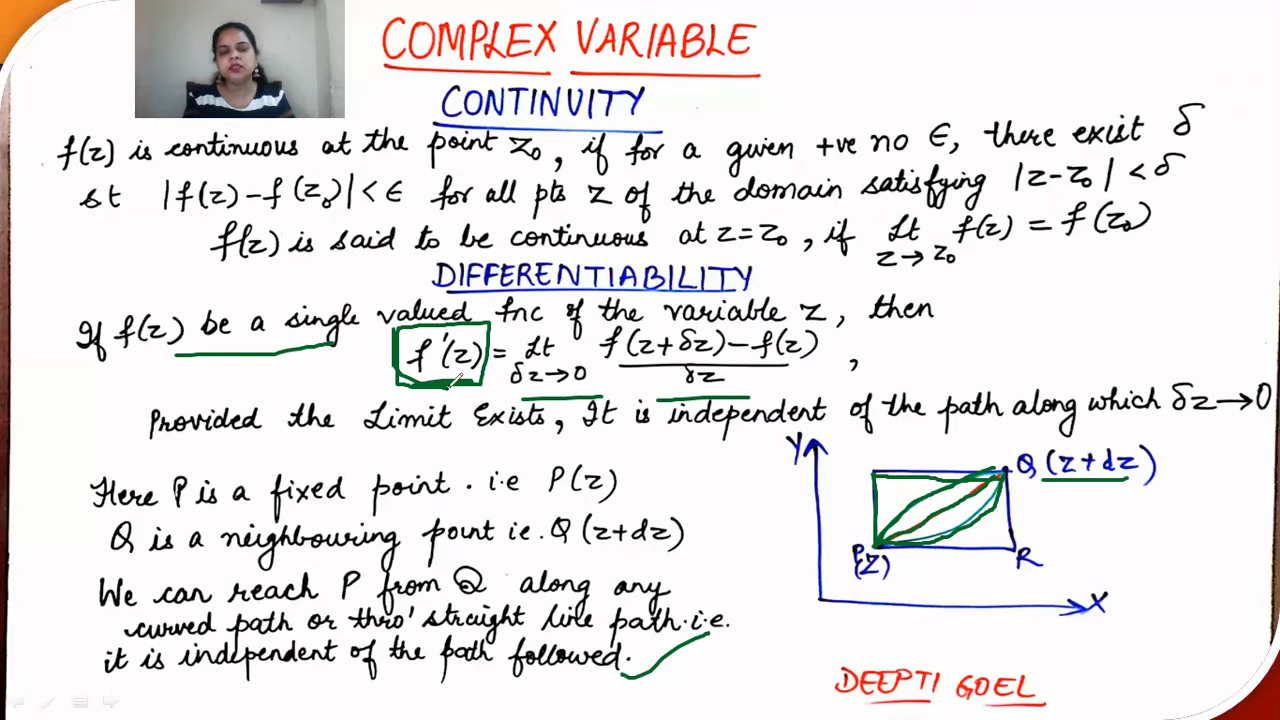 COMPLEX VARIABLE
CONTINUITY
f(z) is continuous at the point z₀, if for a given +ve no ∈, there exist δ
st |f(z)-f(z₀)|<∈ for all pts z of the domain satisfying |z-z₀|<δ
f(z) is said to be continuous at z=z₀, if Lt z→z₀ f(z) = f(z₀)
DIFFERENTIABILITY
If f(z) be a single valued fnc of the variable z, then
f'(z) = Lt δz→0 f(z+δz)-f(z) / δz ,
Provided the Limit Exists, It is independent of the path along which δz→0
Here P is a fixed point. i.e P(z)
Q is a neighbouring point ie. Q(z+dz)
We can reach P from Q along any
curved path or thro' straight line path.i.e.
it is independent of the path followed.
Y
Q(z+dz)
P
(z)
R
X
DEEPTI GOEL